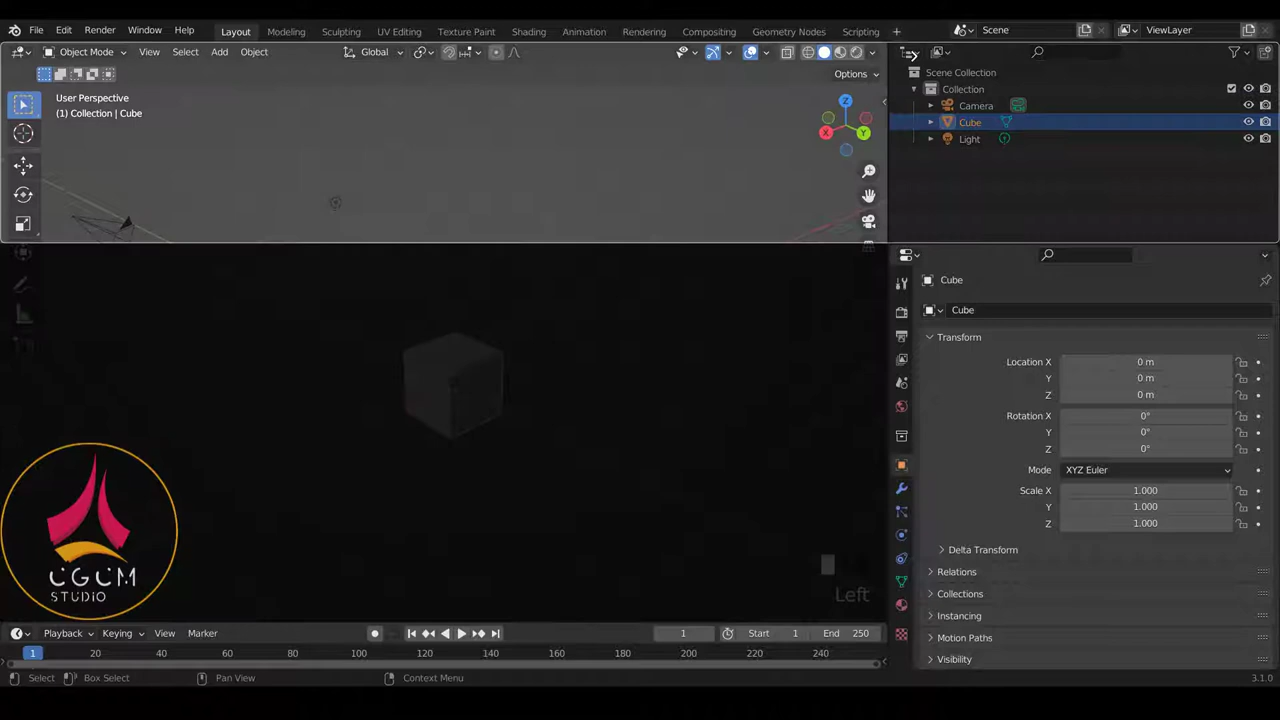 File Edit Render Window Help Layout Modeling Sculpting UV Editing Texture Paint Shading Animation Rendering Compositing Geometry Nodes Scripting + Scene ViewLayer
Object Mode View Select Add Object Global
Options
User Perspective
(1) Collection | Cube
Z
X
Y
Scene Collection
Collection
Camera
Cube
Light
Cube
Cube
Transform
Location X 0 m
Y 0 m
Z 0 m
Rotation X 0°
Y 0°
Z 0°
Mode XYZ Euler
Scale X 1.000
Y 1.000
Z 1.000
Delta Transform
Relations
Collections
Instancing
Motion Paths
Visibility
UGUM
STUDIO
Left
Playback Keying View Marker 1 Start 1 End 250
1 20 40 60 80 100 120 140 160 180 200 220 240
Select Box Select Pan View Context Menu 3.1.0